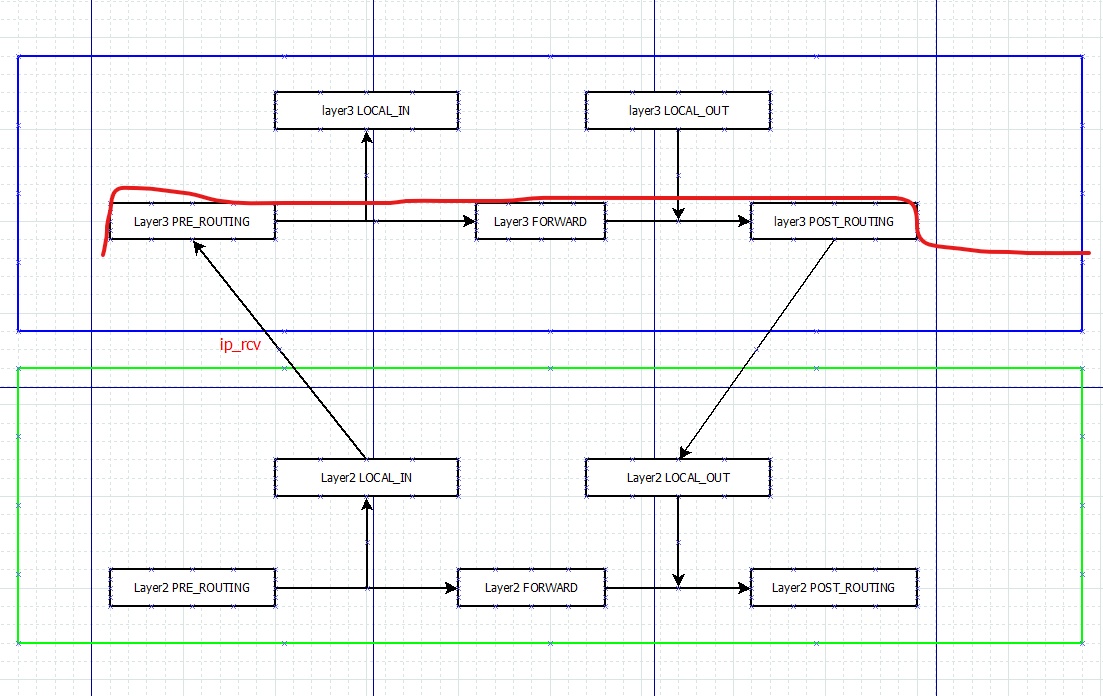 layer3 LOCAL_IN
layer3 LOCAL_OUT
Layer3 PRE_ROUTING
Layer3 FORWARD
layer3 POST_ROUTING
ip_rcv
Layer2 LOCAL_IN
Layer2 LOCAL_OUT
Layer2 PRE_ROUTING
Layer2 FORWARD
Layer2 POST_ROUTING